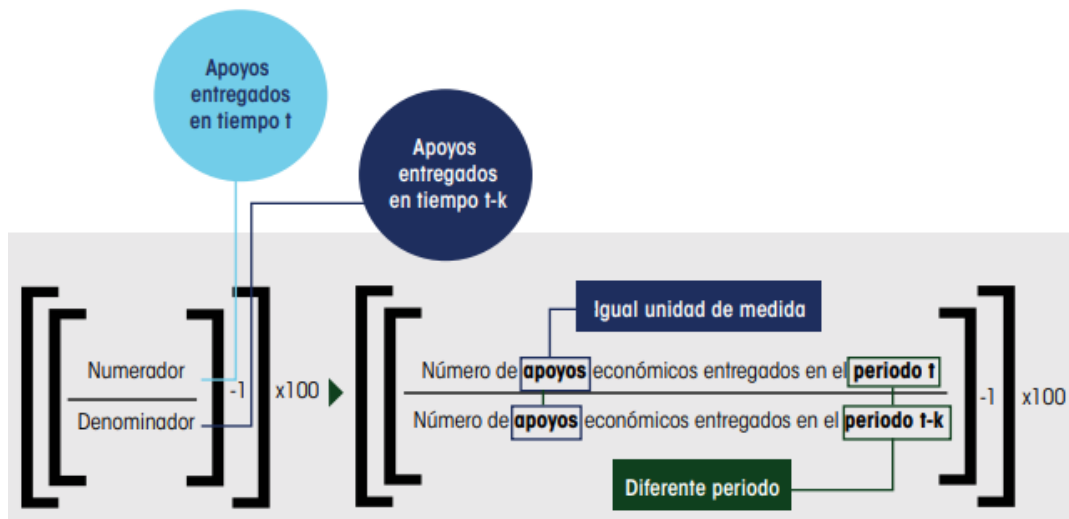 Apoyos
entregados
en tiempo t
Apoyos
entregados
en tiempo t-k
Igual unidad de medida
Numerador
Denominador
-1
x100
Número de apoyos económicos entregados en el periodo t
Número de apoyos económicos entregados en el periodo t-k
-1
x100
Diferente periodo